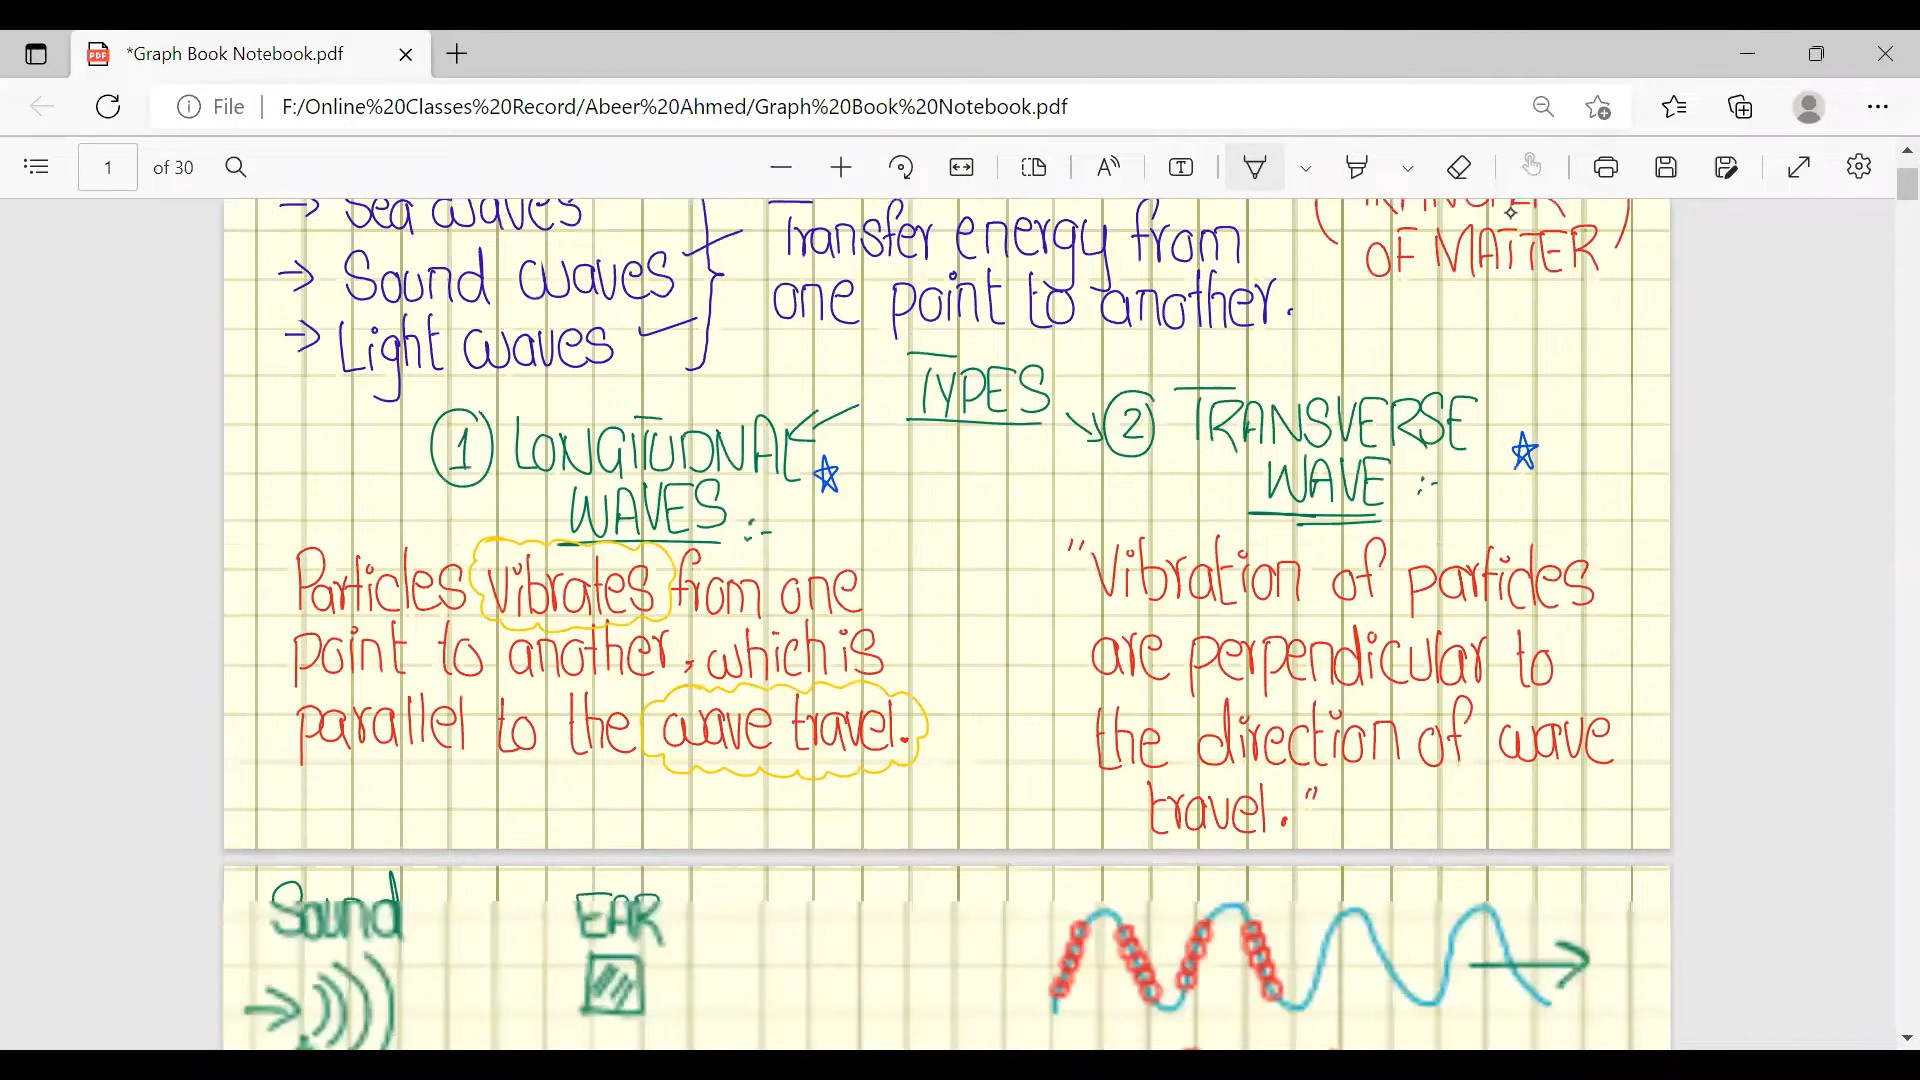 *Graph Book Notebook.pdf
File
F:/Online%20Classes%20Record/Abeer%20Ahmed/Graph%20Book%20Notebook.pdf
1 of 30
→ Sea waves
→ Sound waves
→ Light waves
Transfer energy from
one point to another.
OF MATTER
TYPES
1 LONGITUDNAL
WAVES :-
Particles vibrates from one
point to another, which is
parallel to the wave travel.
2 TRANSVERSE
WAVE :-
"Vibration of particles
are perpendicular to
the direction of wave
travel."
Sound
EAR